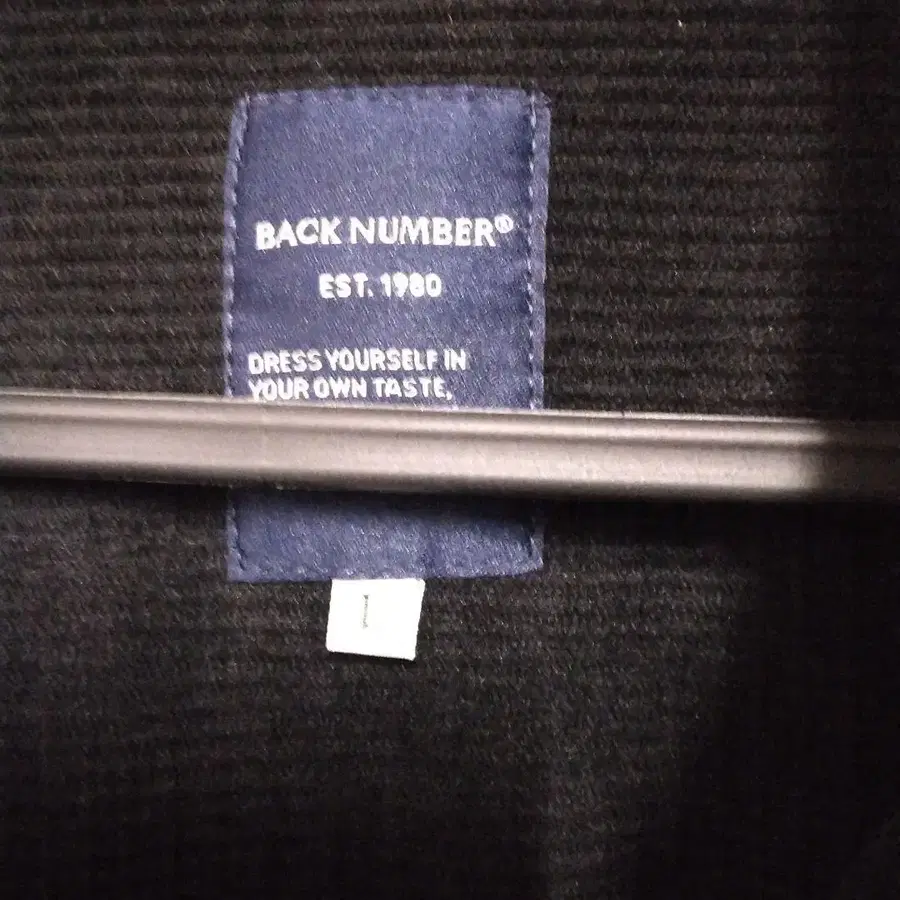 BACK NUMBER®
EST. 1980
DRESS YOURSELF IN
YOUR OWN TASTE,